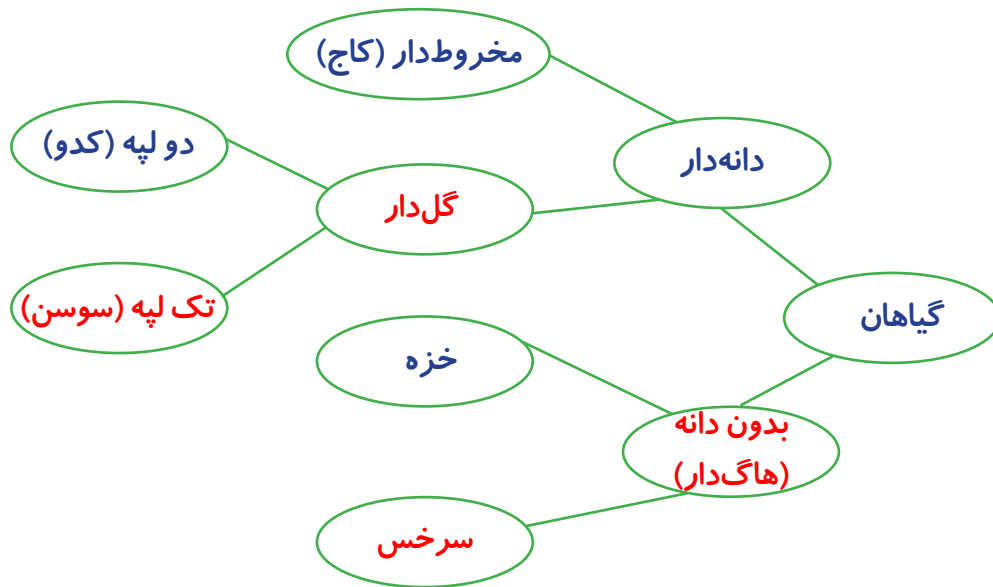 مخروط‌دار (کاج)
دو لپه (کدو)
دانه‌دار
گل‌دار
تک لپه (سوسن)
گیاهان
خزه
بدون دانه
(هاگ‌دار)
سرخس